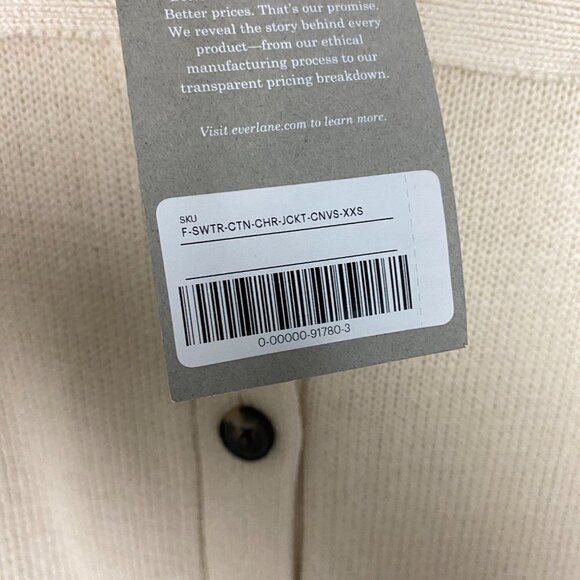 Better prices. That's our promise.
We reveal the story behind every
product—from our ethical
manufacturing process to our
transparent pricing breakdown.
Visit everlane.com to learn more.
SKU
F-SWTR-CTN-CHR-JCKT-CNVS-XXS
0-00000-91780-3